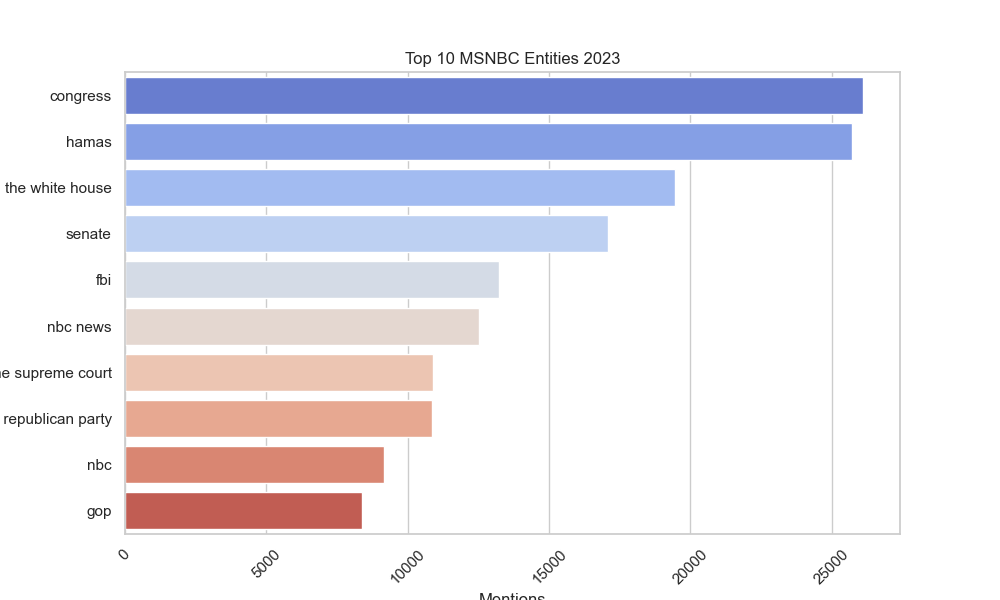 Top 10 MSNBC Entities 2023
congress
hamas
the white house
senate
fbi
nbc news
supreme court
republican party
nbc
gop
0
5000
10000
15000
20000
25000
Mentions